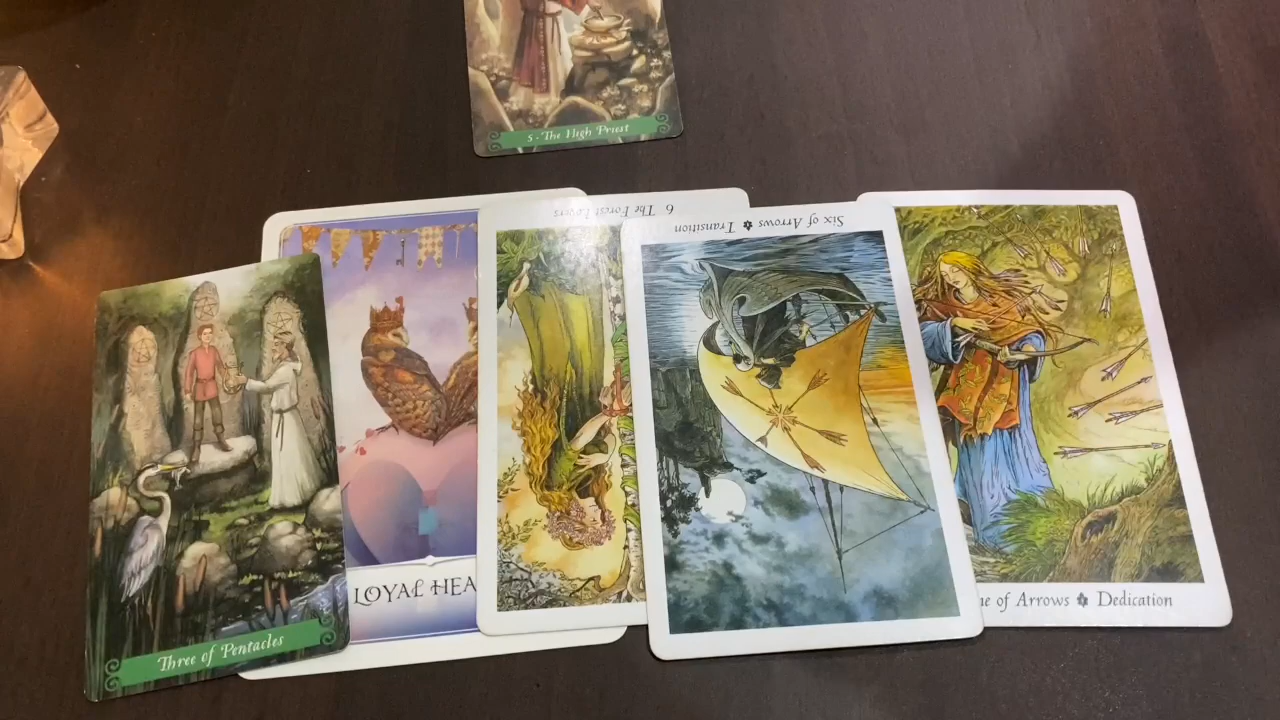 5 - The High Priest
6 The Forest Lovers
Six of Arrows Transition
LOYAL HEA
ne of Arrows Dedication
Three of Pentacles